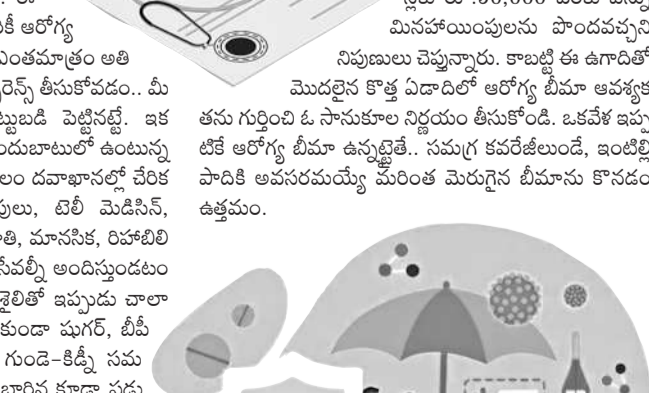 కీ ఆరోగ్య
ఎంతమాత్రం అతి
రెన్స్ తీసుకోవడం.. మీ
ట్టుబడి పెట్టినట్టే. ఇక
ందుబాటులో ఉంటున్న
లం దవాఖానల్లో చేరిక
పులు, టెలీ మెడిసిన్,
తి, మానసిక, రిహాబిలి
సేవల్నీ అందిస్తుండటం
శైలితో ఇప్పుడు చాలా
కుండా షుగర్, బీపీ
గుండె-కిడ్నీ సమ
మినహాయింపులను పొందవచ్చని
నిపుణులు చెప్తున్నారు. కాబట్టి ఈ ఉగాదితో
మొదలైన కొత్త ఏడాదిలో ఆరోగ్య బీమా ఆవశ్యక
తను గుర్తించి ఓ సానుకూల నిర్ణయం తీసుకోండి. ఒకవేళ ఇప్ప
టికే ఆరోగ్య బీమా ఉన్నట్టైతే.. సమగ్ర కవరేజీలుండే, ఇంటిల్లి
పాదికి అవసరమయ్యే మరింత మెరుగైన బీమాను కొనడం
ఉత్తమం.